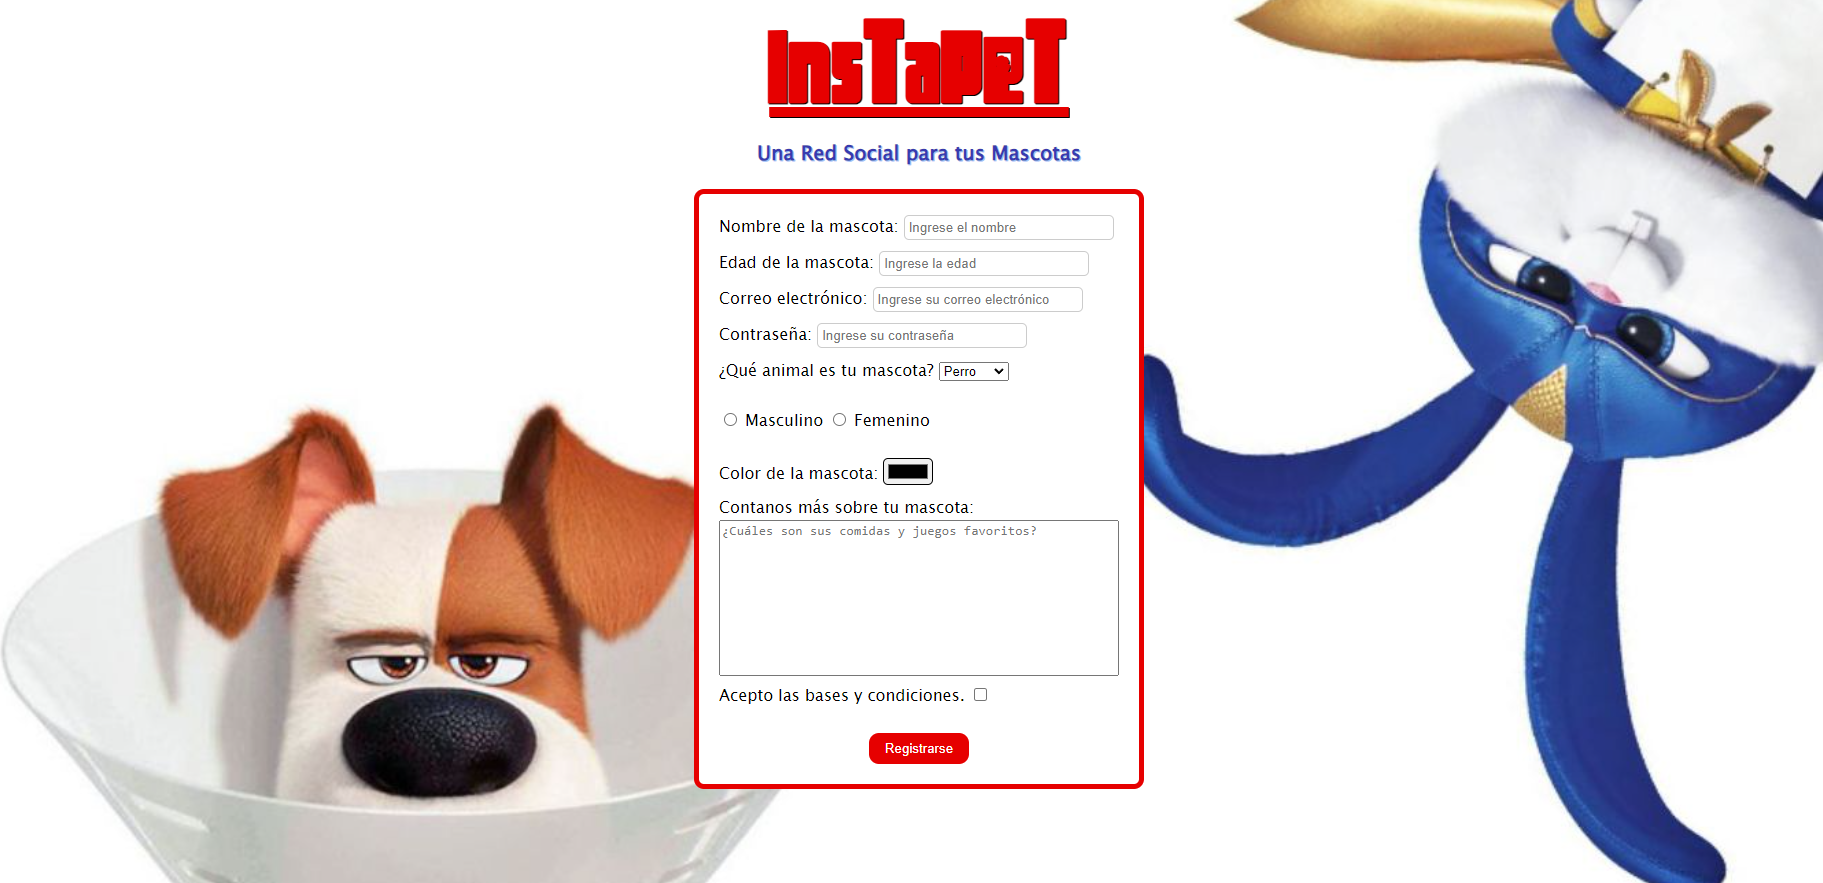 InsTaPeT
Una Red Social para tus Mascotas
Nombre de la mascota: Ingrese el nombre
Edad de la mascota: Ingrese la edad
Correo electrónico: Ingrese su correo electrónico
Contraseña: Ingrese su contraseña
¿Qué animal es tu mascota? Perro
Masculino Femenino
Color de la mascota:
Contanos más sobre tu mascota:
¿Cuáles son sus comidas y juegos favoritos?
Acepto las bases y condiciones.
Registrarse